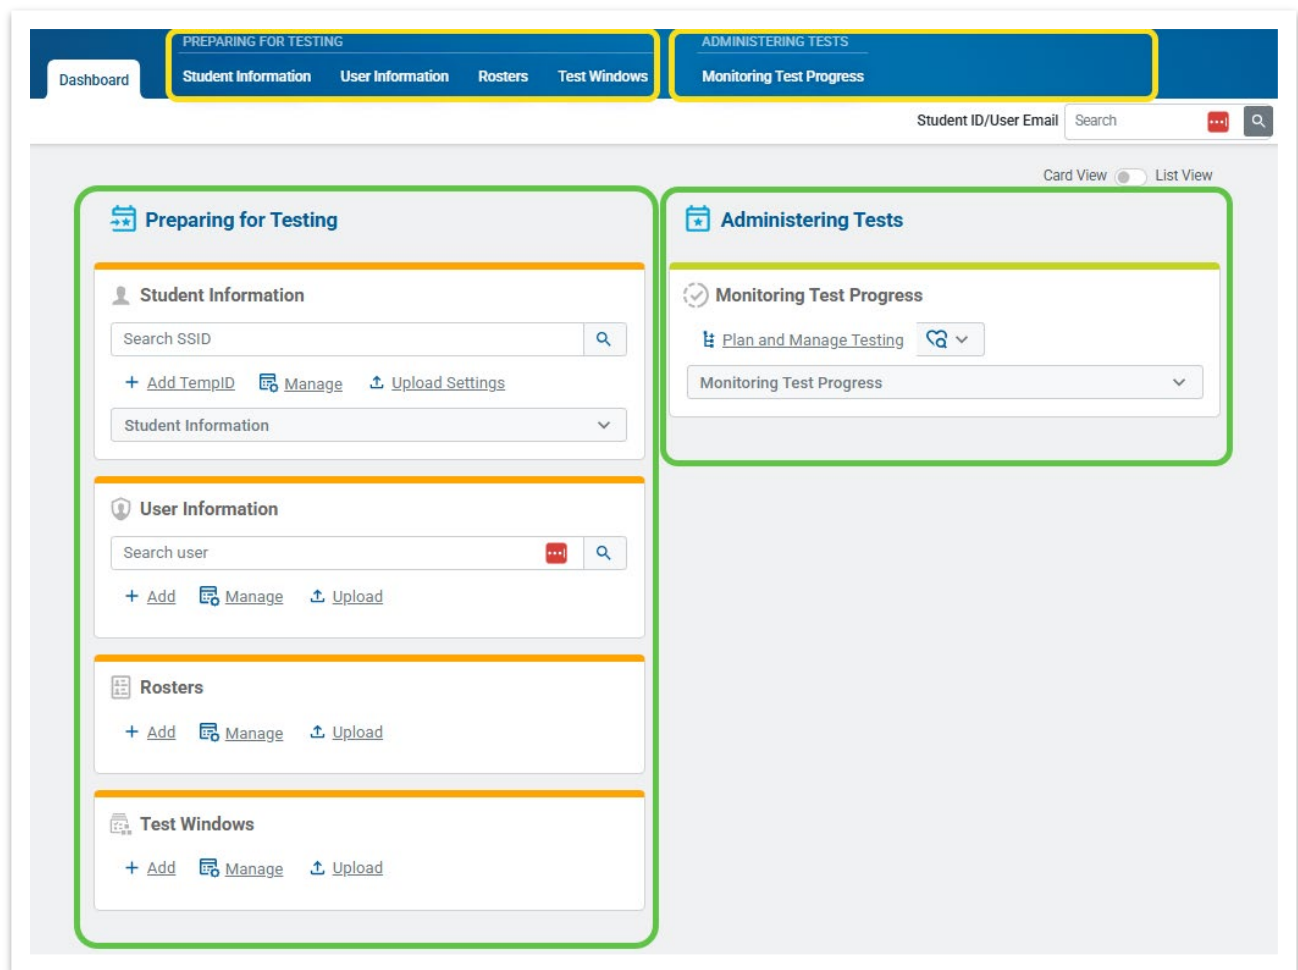 PREPARING FOR TESTING
ADMINISTERING TESTS
Dashboard
Student Information
User Information
Rosters
Test Windows
Monitoring Test Progress
Student ID/User Email
Search
Card View
List View
Preparing for Testing
Student Information
Search SSID
Add TempID
Manage
Upload Settings
Student Information
User Information
Search user
Add
Manage
Upload
Rosters
Add
Manage
Upload
Test Windows
Add
Manage
Upload
Administering Tests
Monitoring Test Progress
Plan and Manage Testing
Monitoring Test Progress